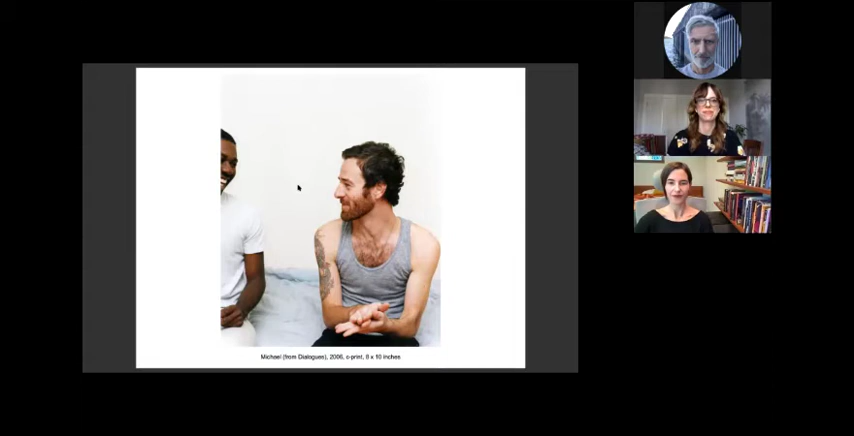 Michael (from Dialogues), 2006, c-print, 8 x 10 inches